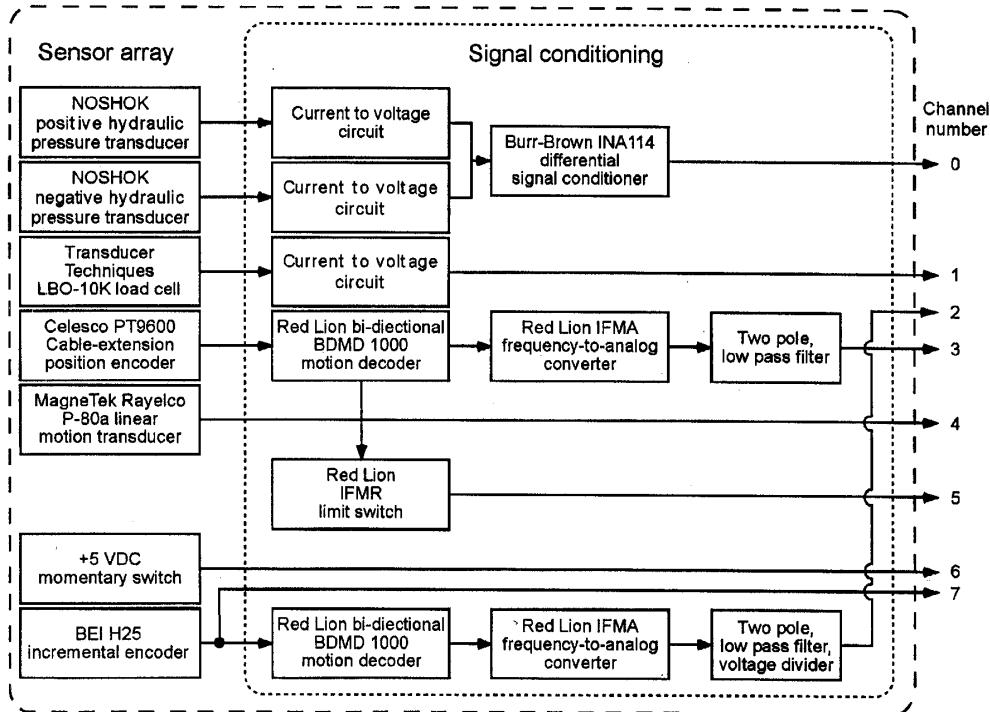 Sensor array
Signal conditioning
Channel
number
NOSHOK
positive hydraulic
pressure transducer
Current to voltage
circuit
Burr-Brown INA114
differential
signal conditioner
0
NOSHOK
negative hydraulic
pressure transducer
Current to voltage
circuit
Transducer
Techniques
LBO-10K load cell
Current to voltage
circuit
1
2
Celesco PT9600
Cable-extension
position encoder
Red Lion bi-diectional
BDMD 1000
motion decoder
Red Lion IFMA
frequency-to-analog
converter
Two pole,
low pass filter
3
MagneTek Rayelco
P-80a linear
motion transducer
4
Red Lion
IFMR
limit switch
5
+5 VDC
momentary switch
6
7
BEI H25
incremental encoder
Red Lion bi-diectional
BDMD 1000
motion decoder
Red Lion IFMA
frequency-to-analog
converter
Two pole,
low pass filter,
voltage divider